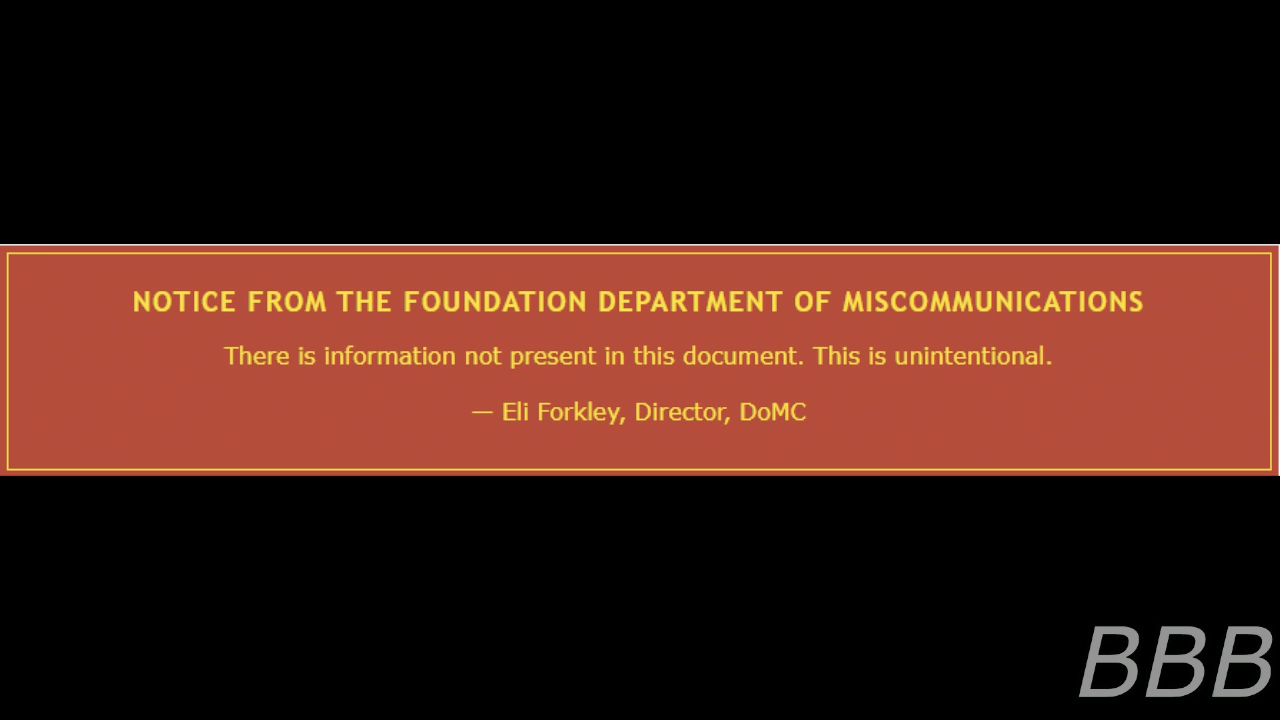 NOTICE FROM THE FOUNDATION DEPARTMENT OF MISCOMMUNICATIONS
There is information not present in this document. This is unintentional.
— Eli Forkley, Director, DoMC
BBB